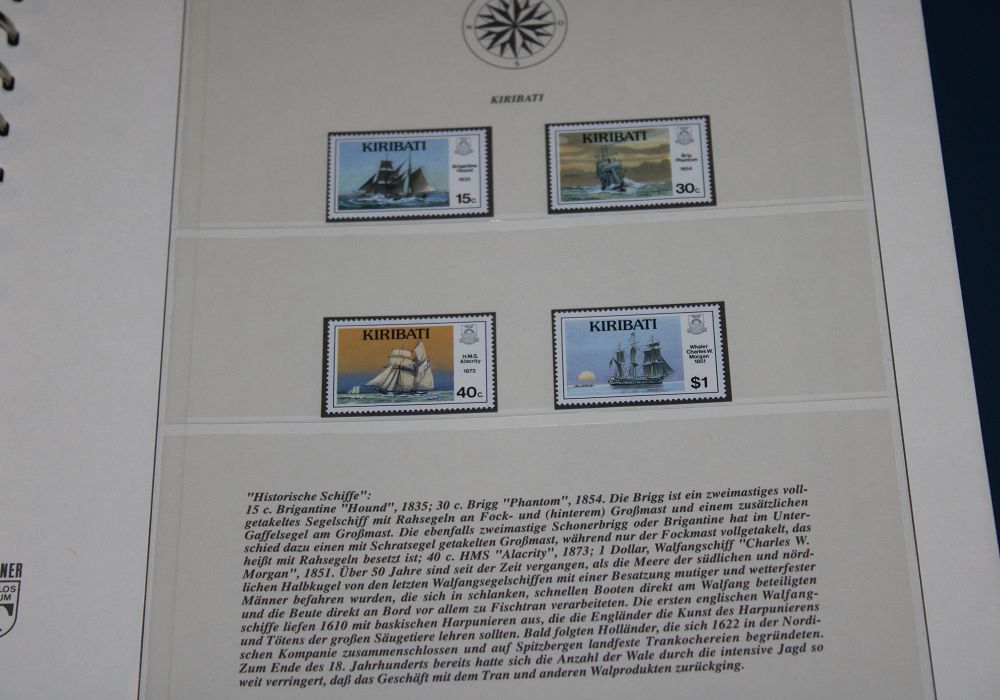 KIRIBATI
KIRIBATI
Brigantine
Hound
1835
15c.
KIRIBATI
Brig
Phantom
1854
30c.
KIRIBATI
H.M.S.
Alacrity
1873
40c.
KIRIBATI
Whaler
Charles W.
Morgan
1851
$1
"Historische Schiffe":
15 c. Brigantine "Hound", 1835; 30 c. Brigg "Phantom", 1854. Die Brigg ist ein zweimastiges voll-
getakeltes Segelschiff mit Rahsegeln an Fock- und (hinterem) Großmast und einem zusätzlichen
Gaffelsegel am Großmast. Die ebenfalls zweimastige Schonerbrigg oder Brigantine hat im Unter-
schied dazu einen mit Schratsegel getakelten Großmast, während nur der Fockmast vollgetakelt, das
heißt mit Rahsegeln besetzt ist; 40 c. HMS "Alacrity", 1873; 1 Dollar, Walfangschiff "Charles W.
Morgan", 1851. Über 50 Jahre sind seit der Zeit vergangen, als die Meere der südlichen und nörd-
lichen Halbkugel von den letzten Walfangsegelschiffen mit einer Besatzung mutiger und wetterfester
Männer befahren wurden, die sich in schlanken, schnellen Booten direkt am Walfang beteiligten
und die Beute direkt an Bord vor allem zu Fischtran verarbeiteten. Die ersten englischen Walfang-
schiffe liefen 1610 mit baskischen Harpunieren aus, die die Engländer die Kunst des Harpunierens
und Tötens der großen Säugetiere lehren sollten. Bald folgten Holländer, die sich 1622 in der Nordi-
schen Kompanie zusammenschlossen und auf Spitzbergen landfeste Trankochereien begründeten.
Zum Ende des 18. Jahrhunderts bereits hatte sich die Anzahl der Wale durch die intensive Jagd so
weit verringert, daß das Geschäft mit dem Tran und anderen Walprodukten zurückging.
NER
LOS
UM